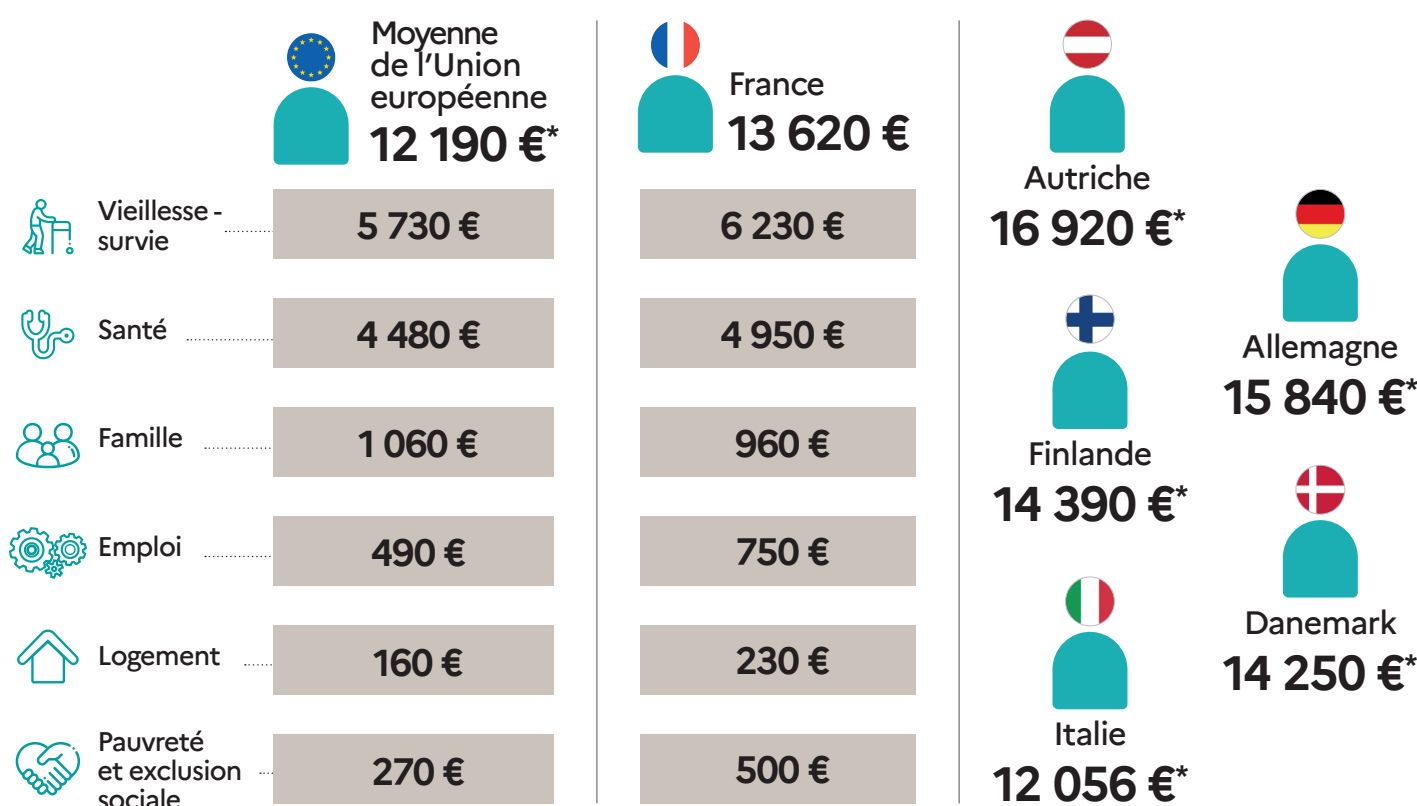 Moyenne
de l'Union
européenne
12 190 €*
France
13 620 €
Vieillesse -
survie
5 730 €
6 230 €
Santé
4 480 €
4 950 €
Famille
1 060 €
960 €
Emploi
490 €
750 €
Logement
160 €
230 €
Pauvreté
et exclusion
sociale
270 €
500 €
Autriche
16 920 €*
Allemagne
15 840 €*
Finlande
14 390 €*
Danemark
14 250 €*
Italie
12 056 €*